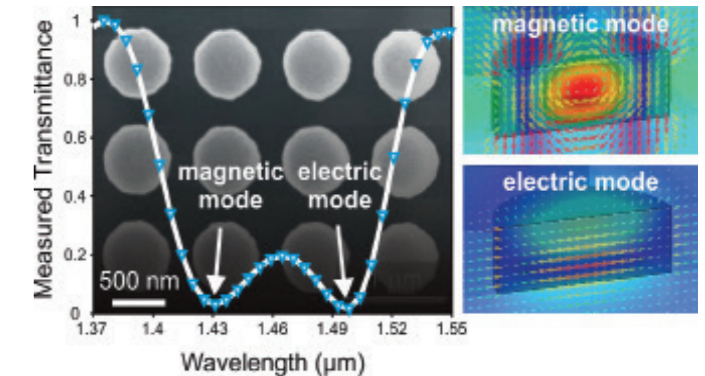 Measured Transmittance
1
0.8
0.6
0.4
0.2
0
magnetic
mode
electric
mode
500 nm
1.37
1.4
1.43
1.46
1.49
1.52
1.55
Wavelength (μm)
magnetic mode
electric mode